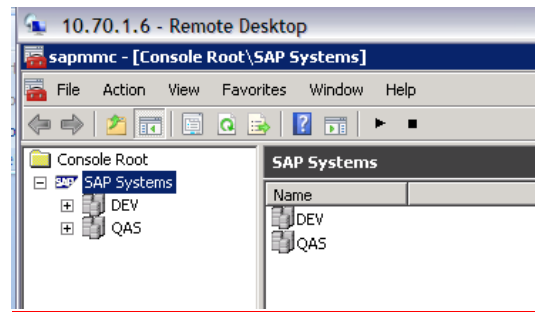 10.70.1.6 - Remote Desktop
sapmmc - [Console Root\SAP Systems]
File Action View Favorites Window Help
Console Root
SAP Systems
DEV
QAS
SAP Systems
Name
DEV
QAS